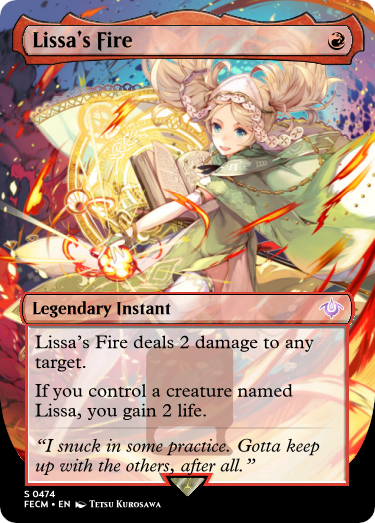 Lissa's Fire
Legendary Instant
Lissa's Fire deals 2 damage to any
target.
If you control a creature named
Lissa, you gain 2 life.
“I snuck in some practice. Gotta keep
up with the others, after all.”
S 0474
FECM • EN Tetsu Kurosawa